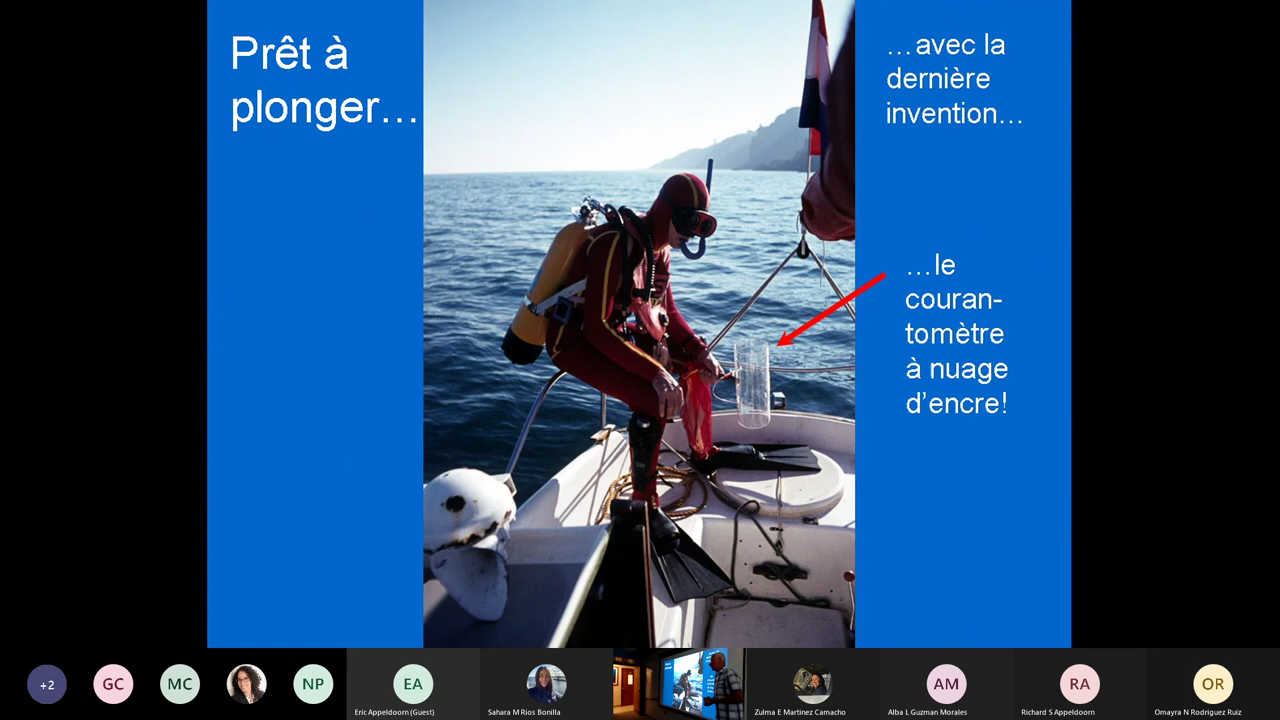 Prêt à
plonger…
…avec la
dernière
invention…
…le
couran-
tomètre
à nuage
d’encre!
+2
GC
MC
NP
EA
Eric Appeldoorn (Guest)
Sahara M Rios Bonilla
Zulma E Martinez Camacho
AM
Alba L Guzman Morales
RA
Richard S Appeldoorn
OR
Omayra N Rodriguez Ruiz